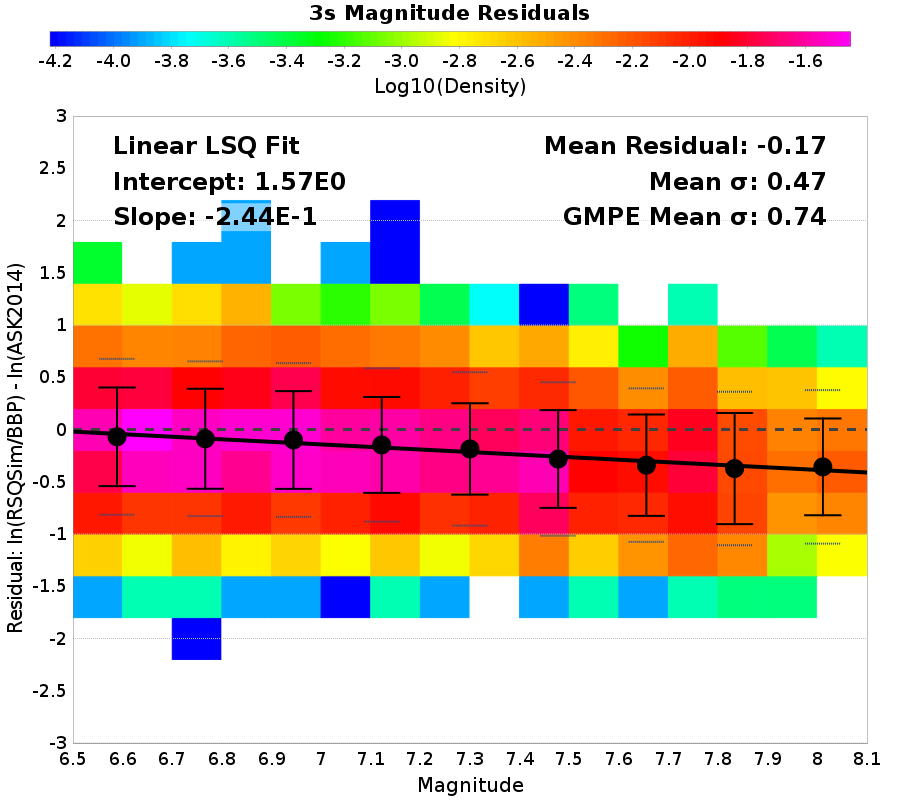 3s Magnitude Residuals
-4.2 -4.0 -3.8 -3.6 -3.4 -3.2 -3.0 -2.8 -2.6 -2.4 -2.2 -2.0 -1.8 -1.6
Log10(Density)
Linear LSQ Fit
Intercept: 1.57E0
Slope: -2.44E-1
Mean Residual: -0.17
Mean σ: 0.47
GMPE Mean σ: 0.74
Residual: ln(RSQSim/BBP) - ln(ASK2014)
3
2.5
2
1.5
1
0.5
0
-0.5
-1
-1.5
-2
-2.5
-3
6.5 6.6 6.7 6.8 6.9 7 7.1 7.2 7.3 7.4 7.5 7.6 7.7 7.8 7.9 8 8.1
Magnitude